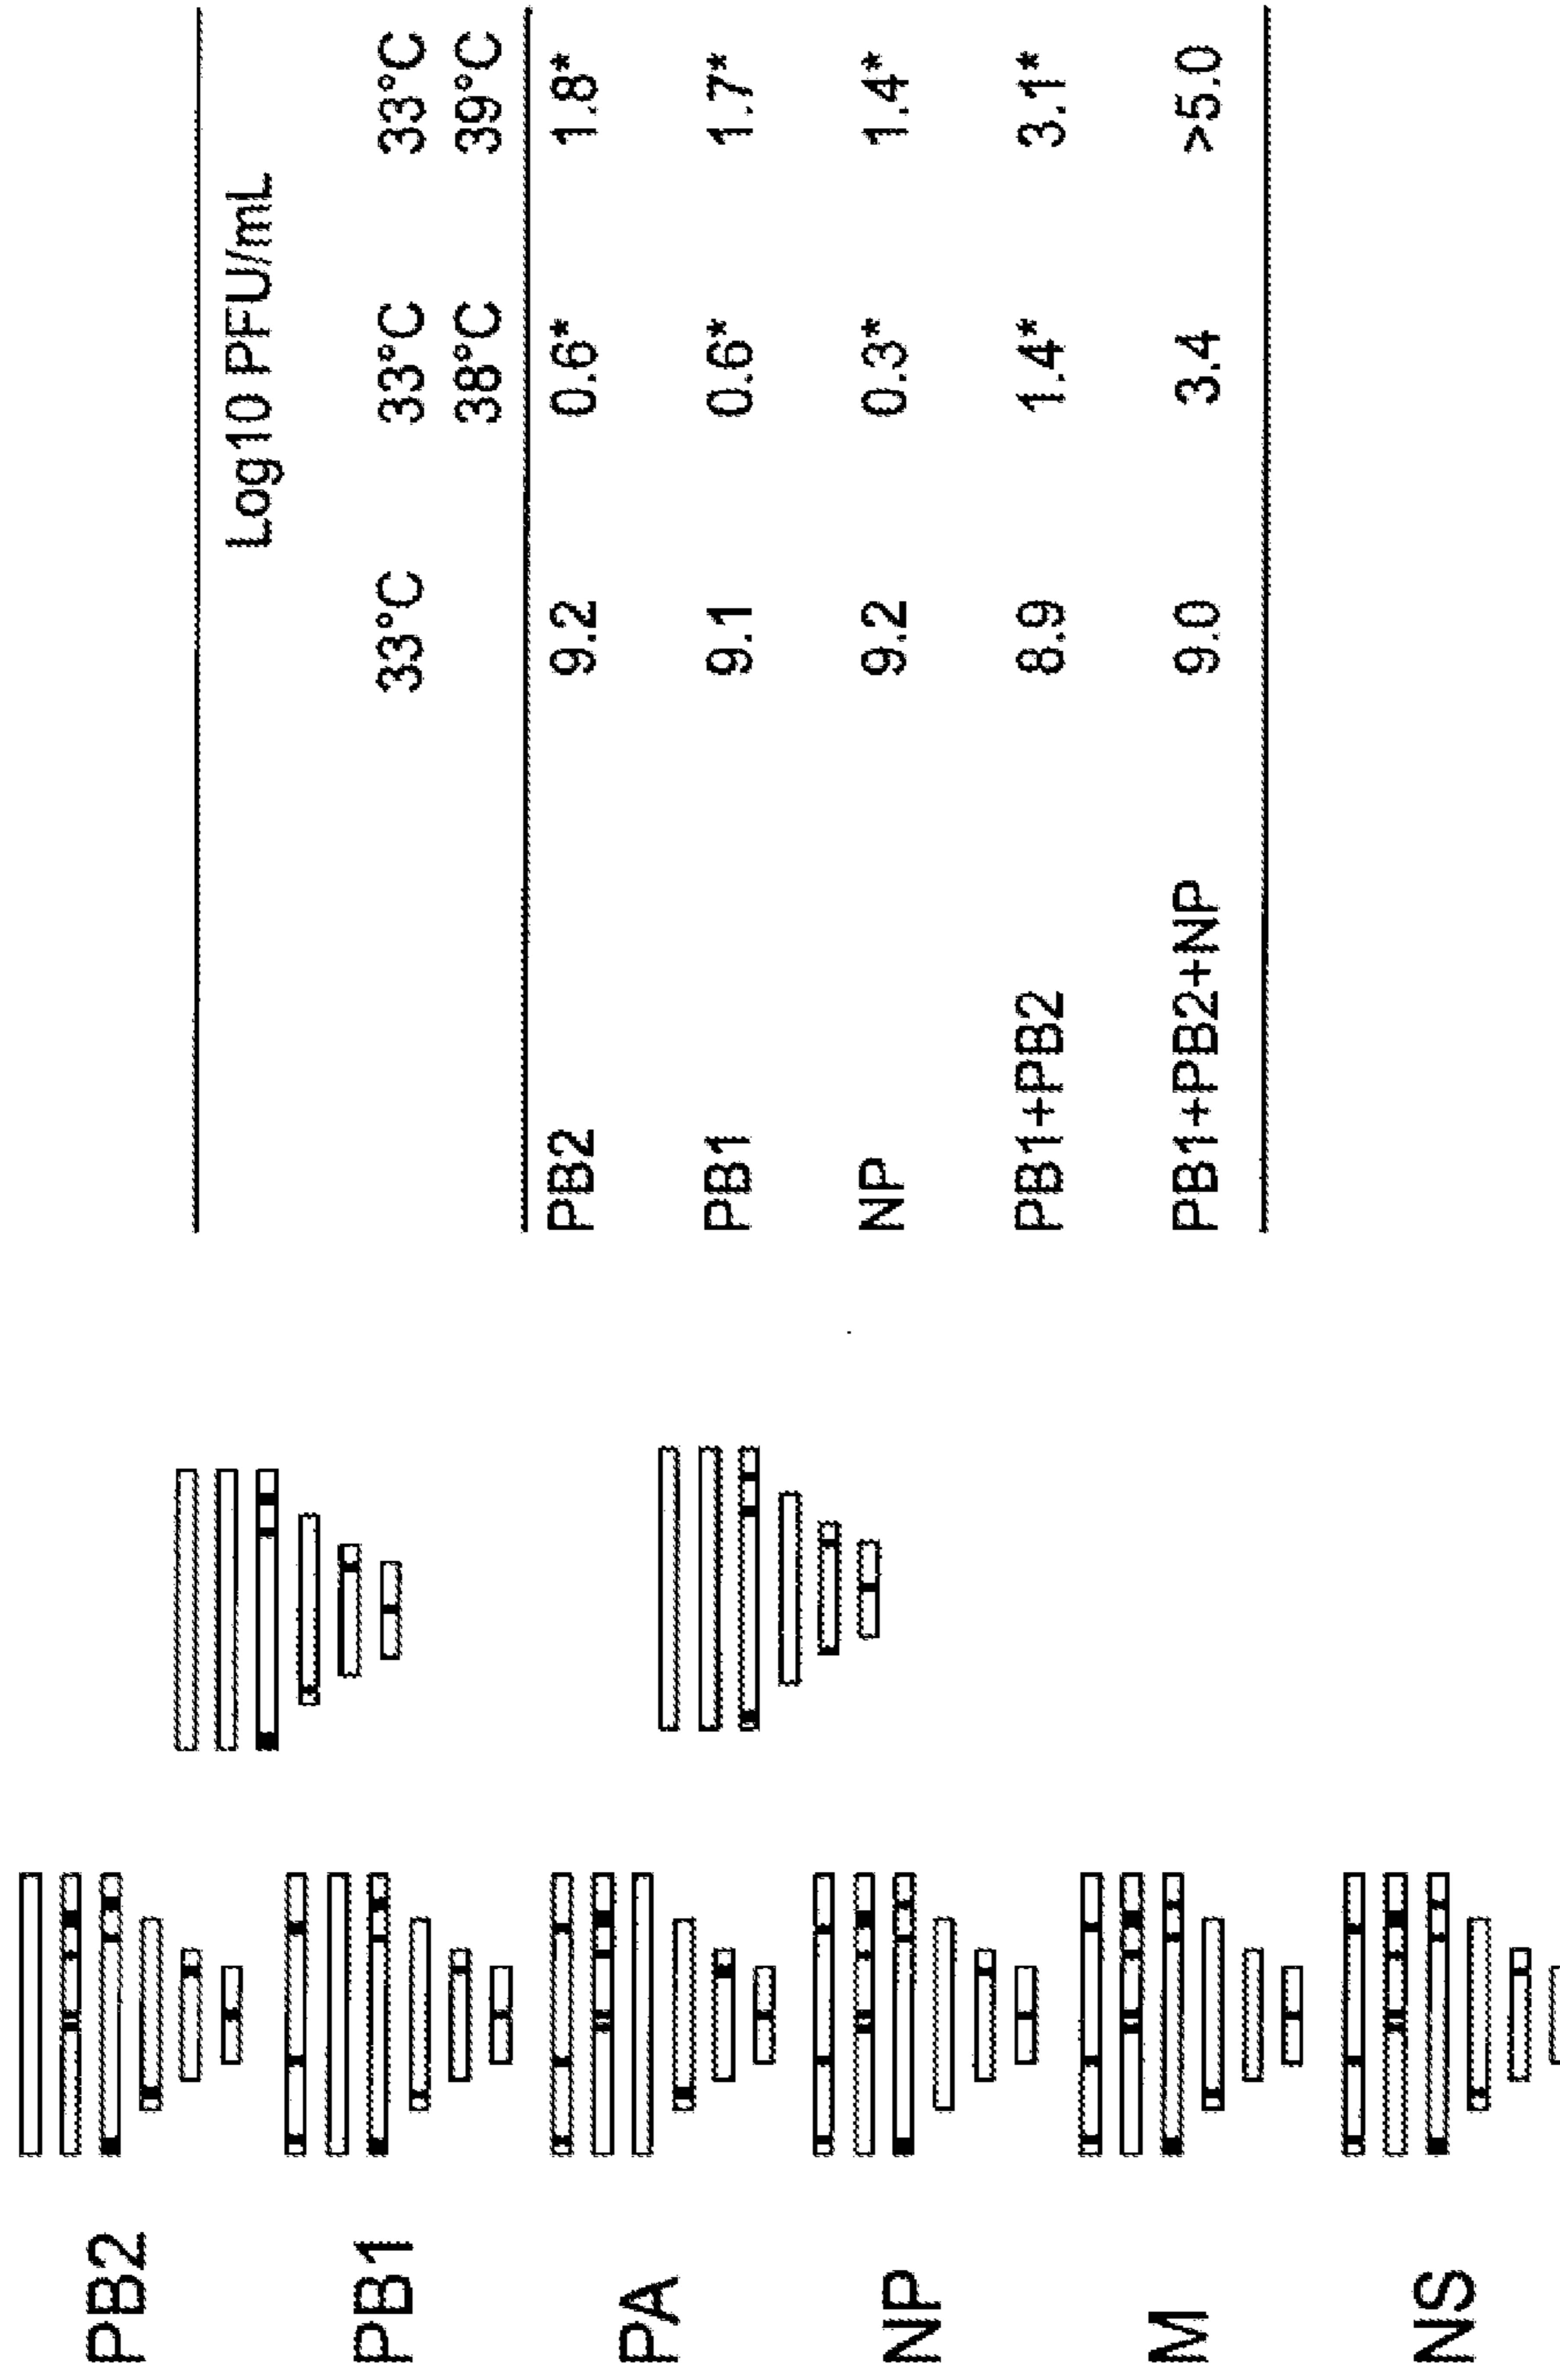 PB2
PB1
PA
NP
M
NS
Log10 PFU/mL
33°C 33°C 33°C
38°C 39°C
PB2 9.2 0.6* 1.8*
PB1 9.1 0.6* 1.7*
NP 9.2 0.3* 1.4*
PB1+PB2 8.9 1.4* 3.1*
PB1+PB2+NP 9.0 3.4 >5.0